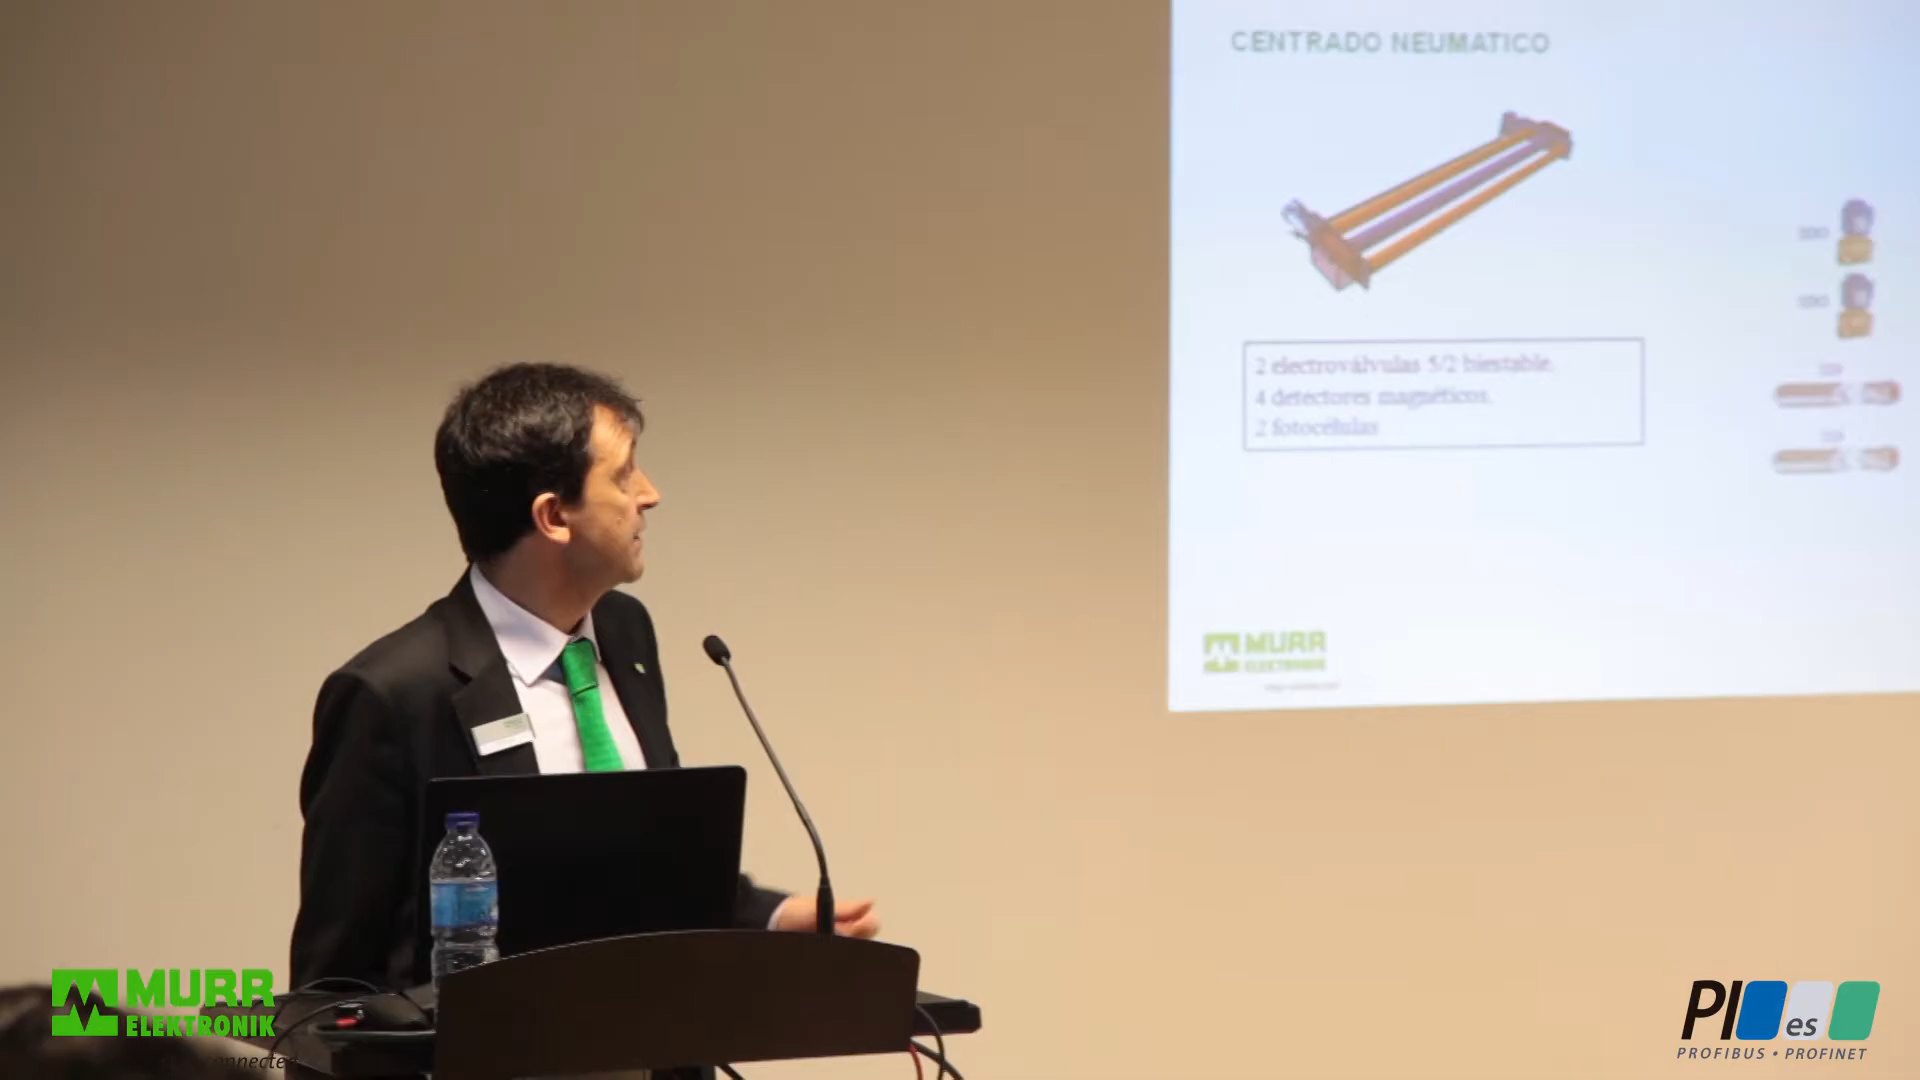 CENTRADO NEUMATICO
2 electroválvulas 5/2 biestable.
4 detectores magnéticos.
2 fotocélulas
MURR
ELEKTRONIK
MURR
ELEKTRONIK
connected
PI
es
PROFIBUS • PROFINET